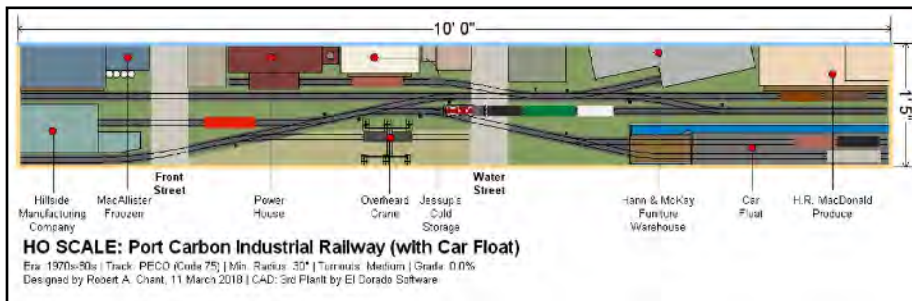 10' 0"
1' 5"
Front
Street
Water
Street
Hillside
Manufacturing
Company
MacAllister
Froozen
Power
House
Overheard
Crane
Jessup's
Cold
Storage
Hann & McKay
Funiture
Warehouse
Car
Float
H.R. MacDonald
Produce
HO SCALE: Port Carbon Industrial Railway (with Car Float)
Era: 1970s-80s | Track: PECO (Code 75) | Min. Radius: 30" | Turnouts: Medium | Grade: 0.0%
Designed by Robert A. Chant, 11 March 2018 | CAD: 3rd PlanIt by El Dorado Software